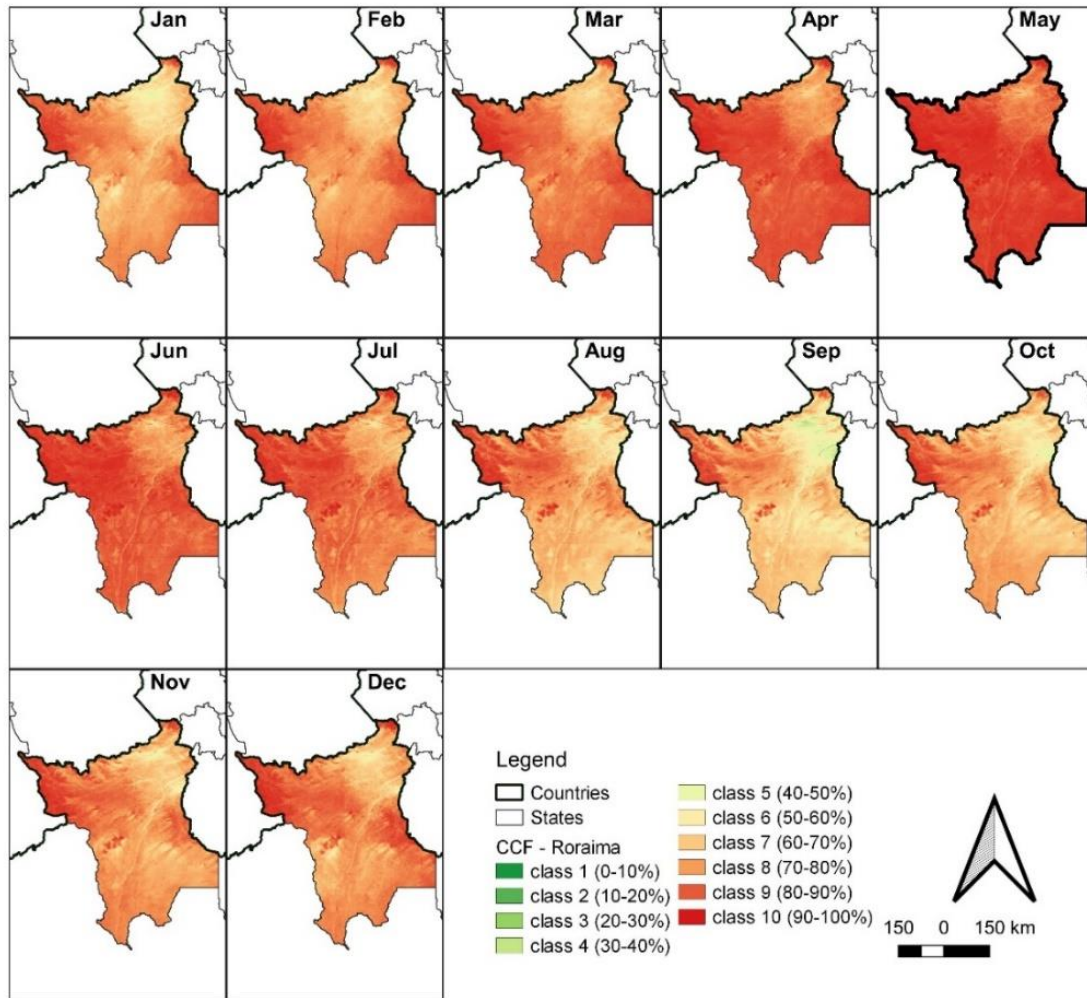 Jan
Feb
Mar
Apr
May
Jun
Jul
Aug
Sep
Oct
Nov
Dec
Legend
Countries
States
CCF - Roraima
class 1 (0-10%)
class 2 (10-20%)
class 3 (20-30%)
class 4 (30-40%)
class 5 (40-50%)
class 6 (50-60%)
class 7 (60-70%)
class 8 (70-80%)
class 9 (80-90%)
class 10 (90-100%)
150 0 150 km